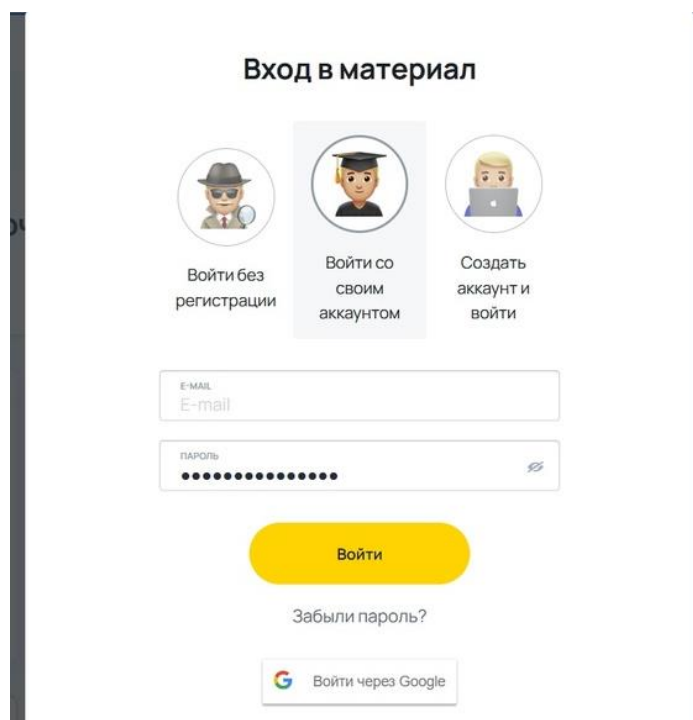 Вход в материал
Войти без
регистрации
Войти со
своим
аккаунтом
Создать
аккаунт и
войти
E-MAIL
E-mail
ПАРОЛЬ
Войти
Забыли пароль?
Войти через Google